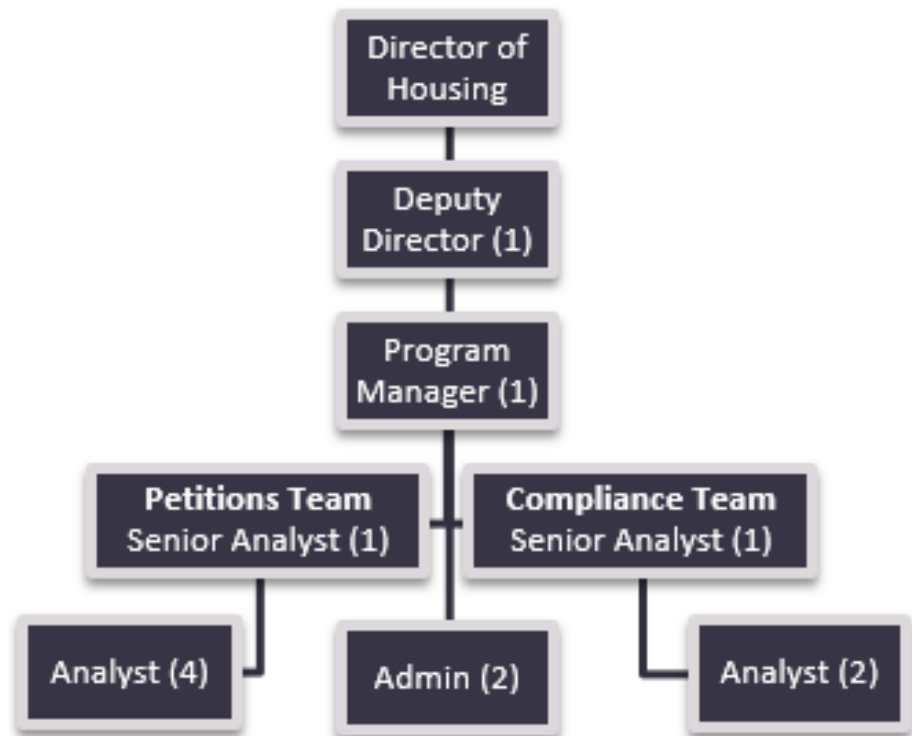 Director of
Housing
Deputy
Director (1)
Program
Manager (1)
Petitions Team
Senior Analyst (1)
Compliance Team
Senior Analyst (1)
Analyst (4)
Admin (2)
Analyst (2)